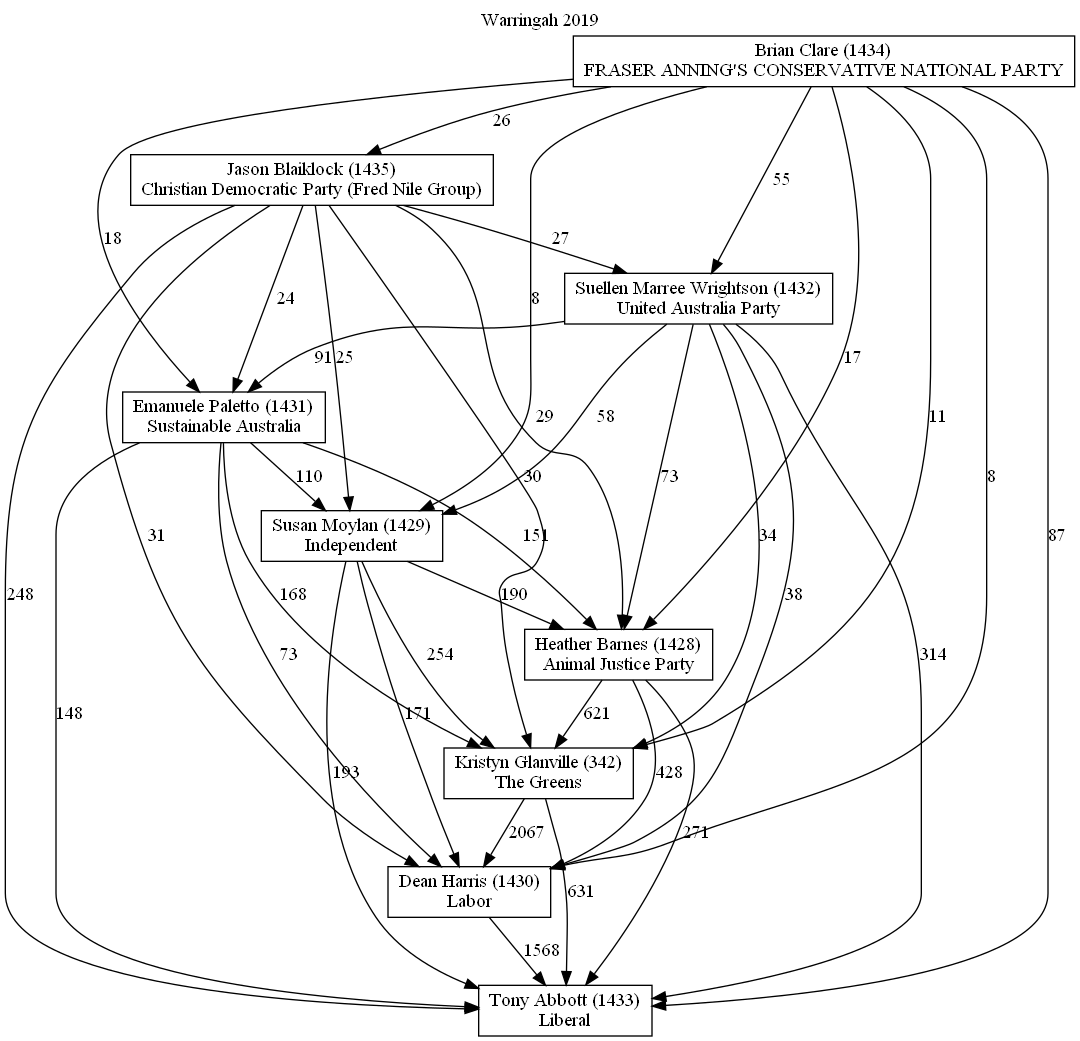 Warringah 2019
Brian Clare (1434)
FRASER ANNING'S CONSERVATIVE NATIONAL PARTY
26
Jason Blaiklock (1435)
Christian Democratic Party (Fred Nile Group)
55
18
27
24
8
Suellen Marree Wrightson (1432)
United Australia Party
91
25
17
Emanuele Paletto (1431)
Sustainable Australia
29
58
11
110
30
73
8
Susan Moylan (1429)
Independent
31
151
34
87
248
168
190
38
Heather Barnes (1428)
Animal Justice Party
73
254
314
148
171
621
Kristyn Glanville (342)
The Greens
193
428
2067
271
Dean Harris (1430)
Labor
631
1568
Tony Abbott (1433)
Liberal